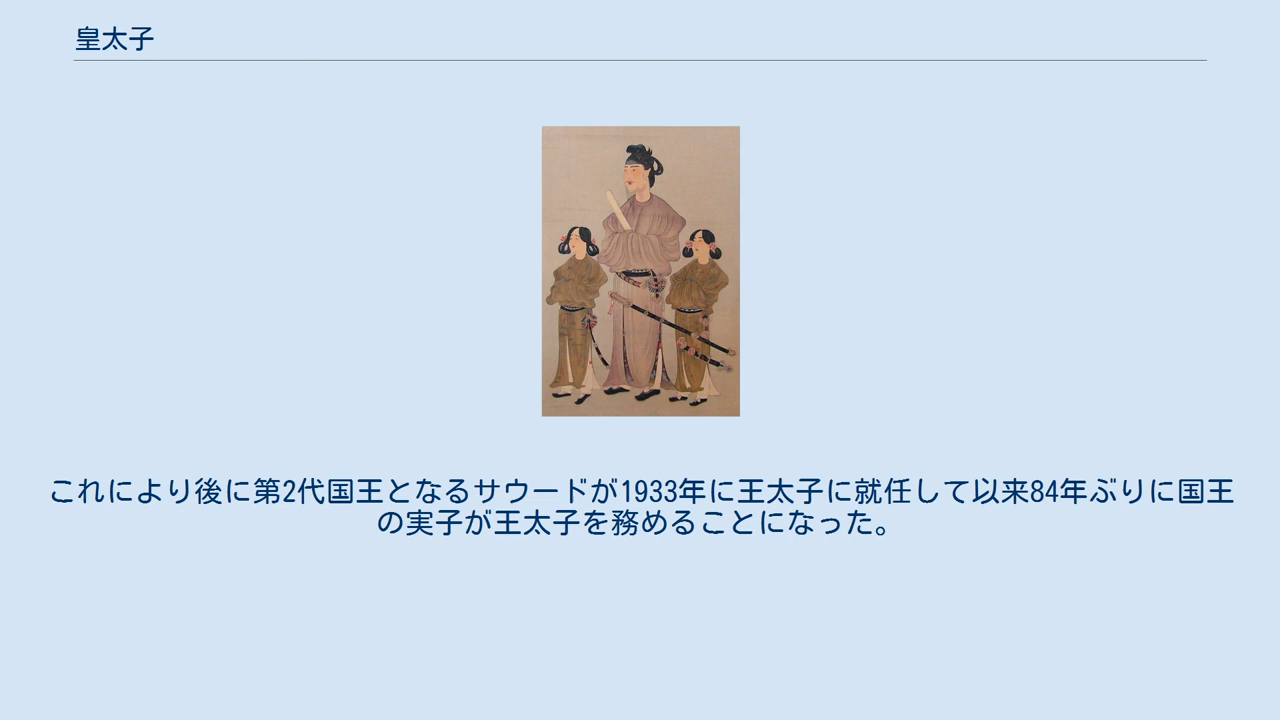 皇太子
これにより後に第2代国王となるサウードが1933年に王太子に就任して以来84年ぶりに国王
の実子が王太子を務めることになった。